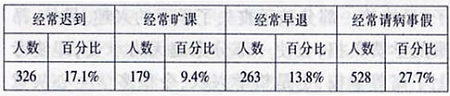 经常迟到 经常旷课 经常早退 经常请病事假
人数 百分比 人数 百分比 人数 百分比 人数 百分比
326 17.1% 179 9.4% 263 13.8% 528 27.7%